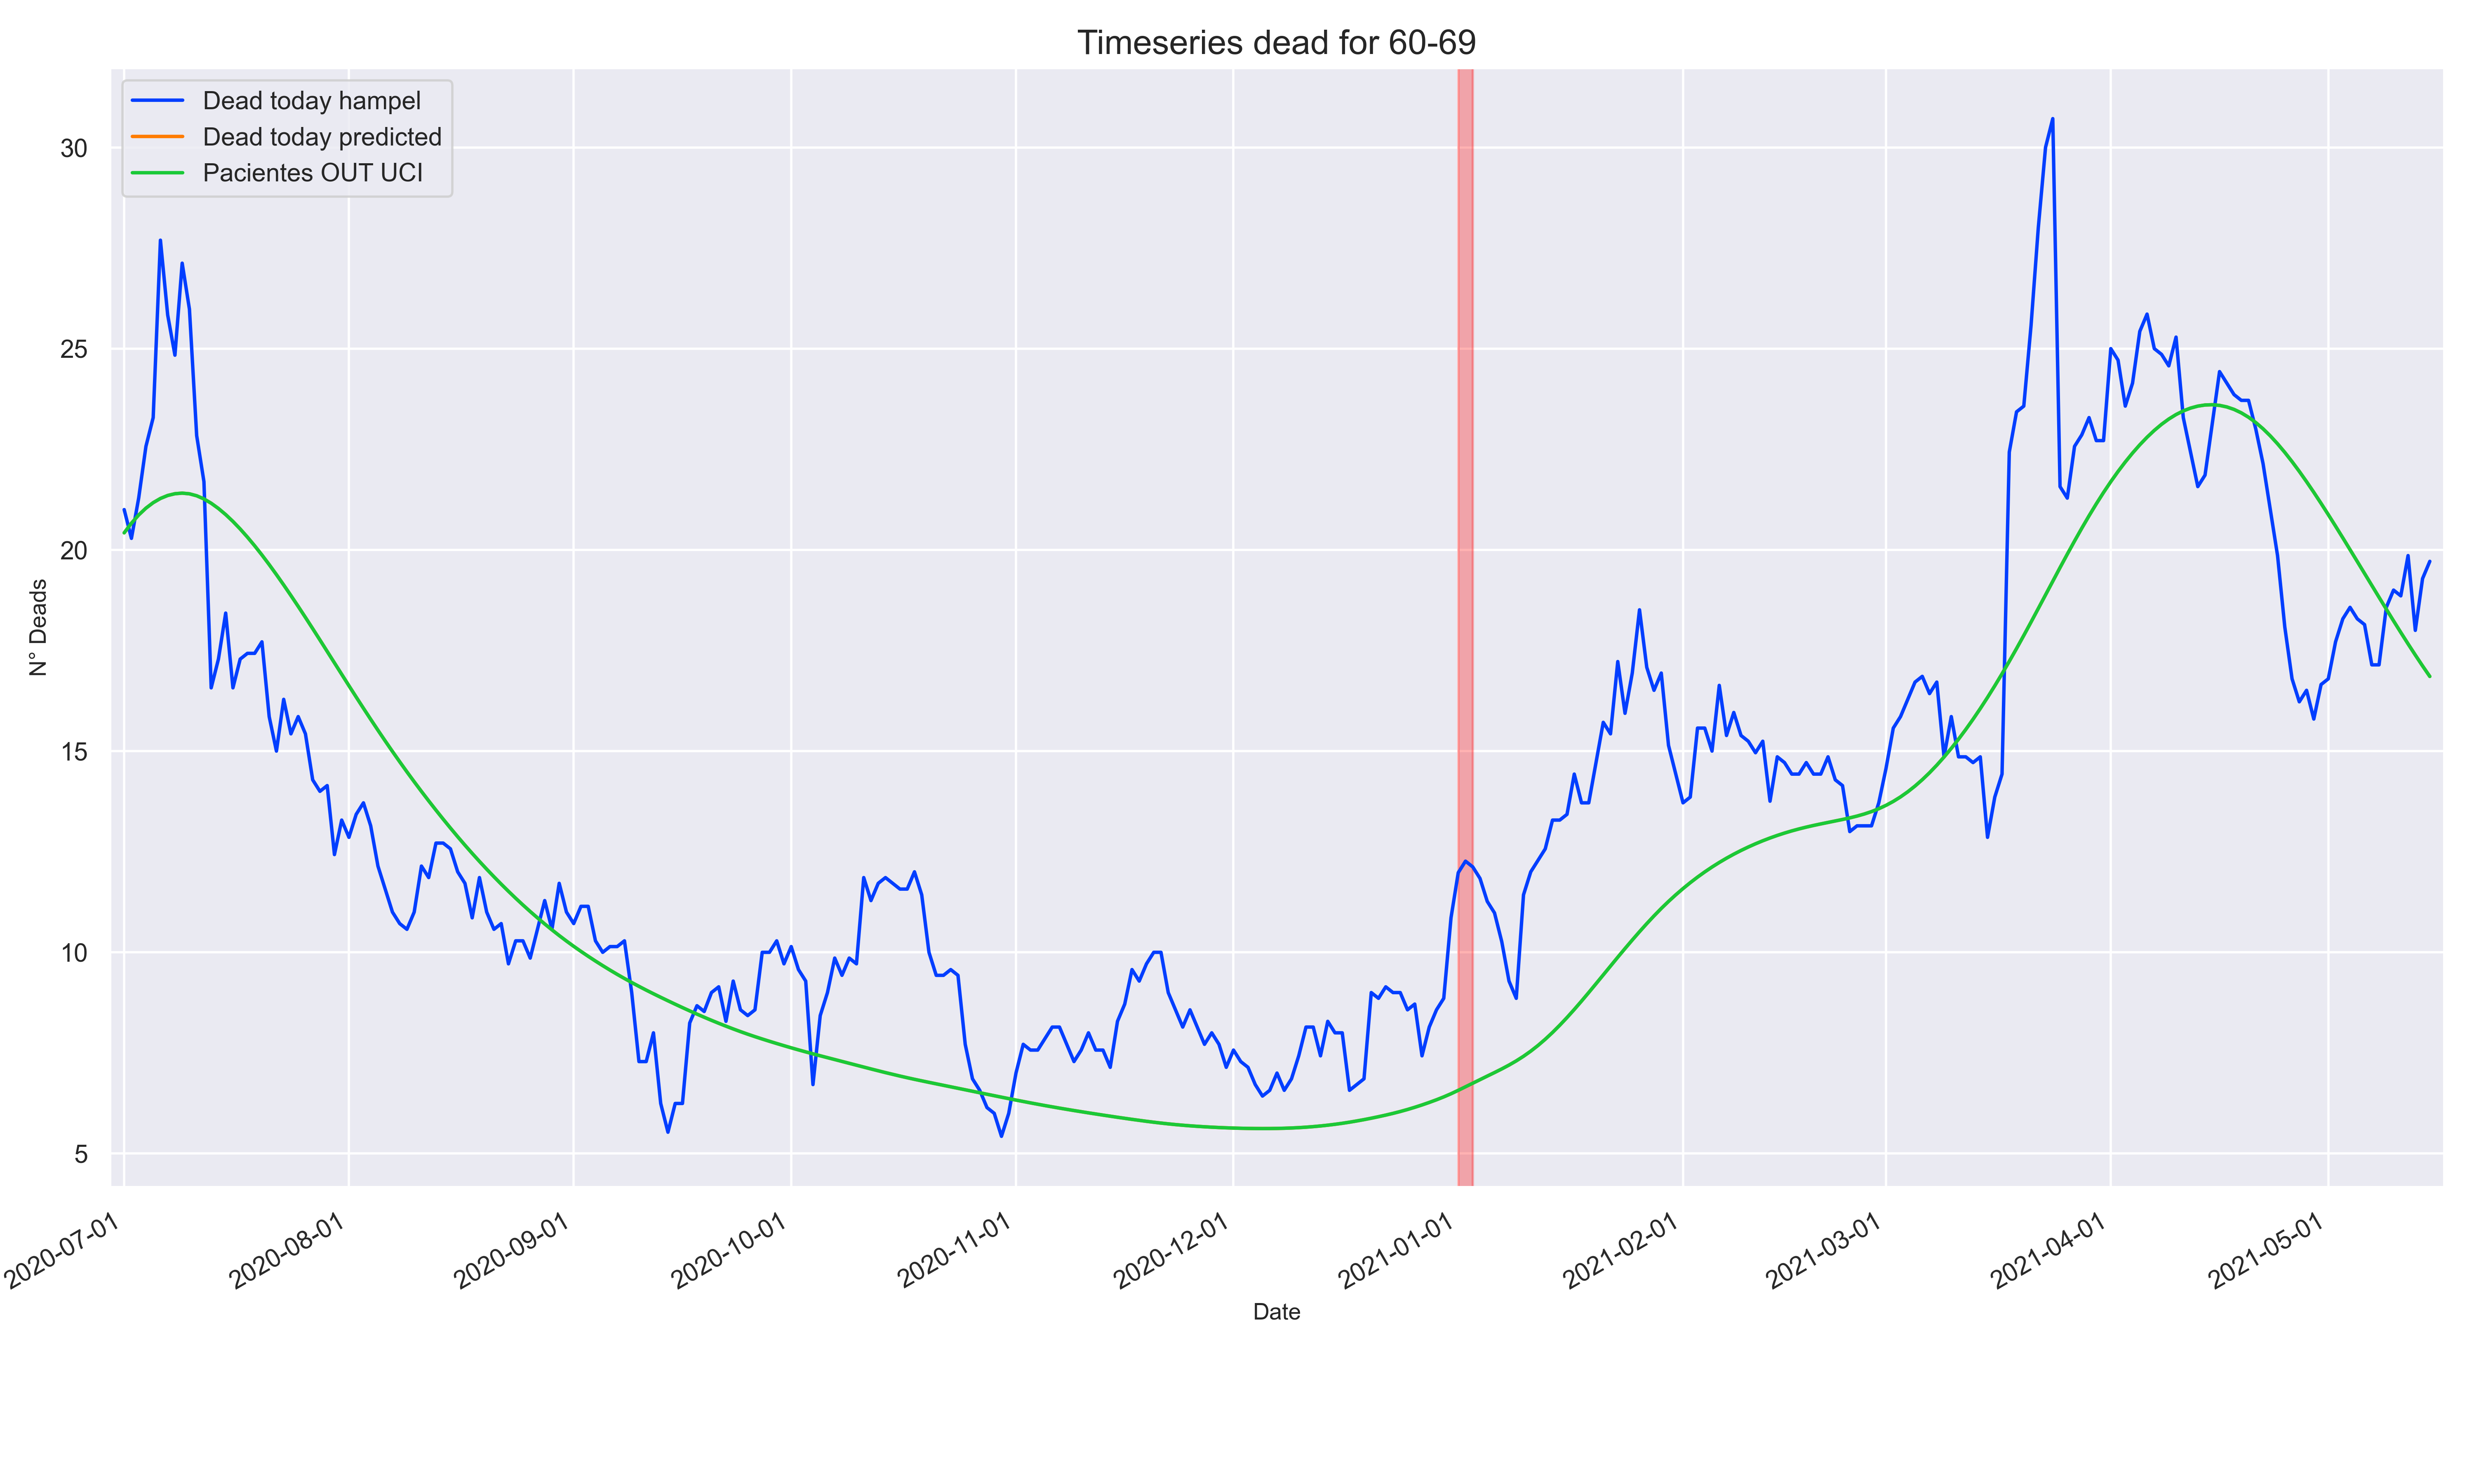 Timeseries dead for 60-69
Dead today hampel
Dead today predicted
Pacientes OUT UCI
30
25
20
15
10
5
N° Deads
2020-07-01
2020-08-01
2020-09-01
2020-10-01
2020-11-01
2020-12-01
2021-01-01
2021-02-01
2021-03-01
2021-04-01
2021-05-01
Date